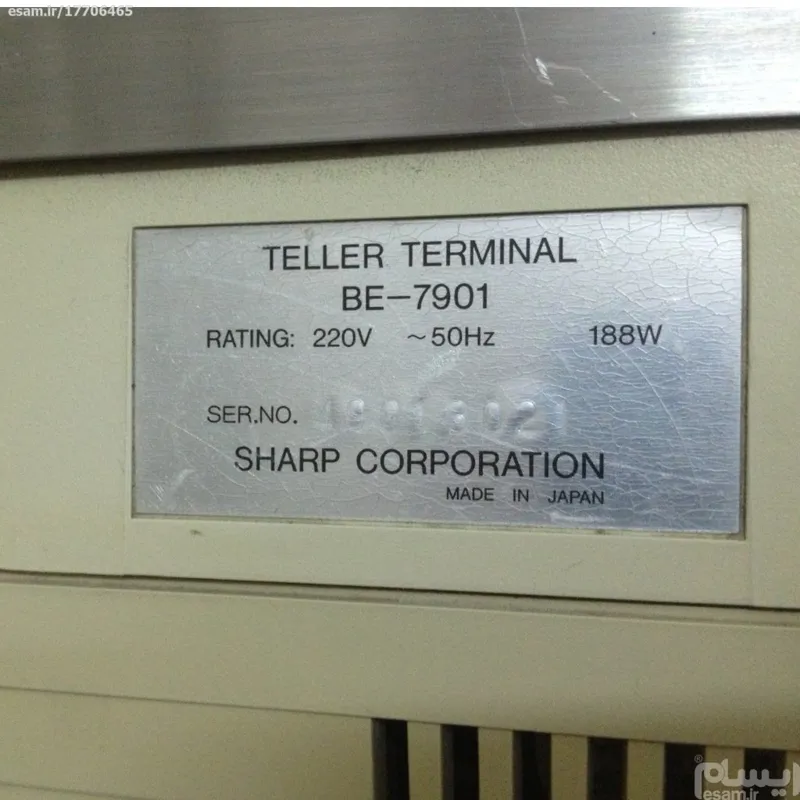 esam.ir/17706465
TELLER TERMINAL
BE-7901
RATING: 220V ~50Hz 188W
SER.NO.
SHARP CORPORATION
MADE IN JAPAN
ایسام
esam.ir